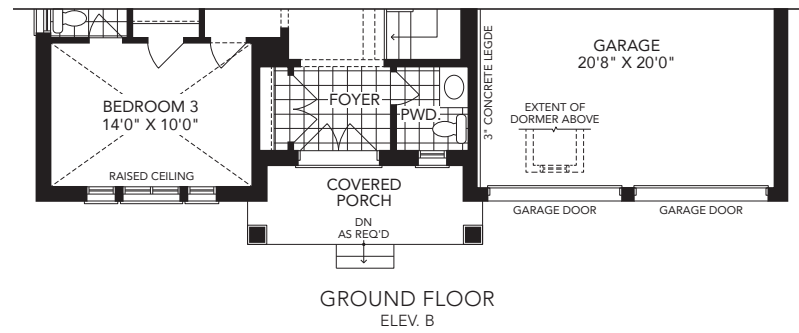 BEDROOM 3
14'0" X 10'0"
RAISED CEILING
FOYER
PWD.
COVERED
PORCH
DN
AS REQ'D
3" CONCRETE LEGDE
GARAGE
20'8" X 20'0"
EXTENT OF
DORMER ABOVE
GARAGE DOOR
GARAGE DOOR
GROUND FLOOR
ELEV. B